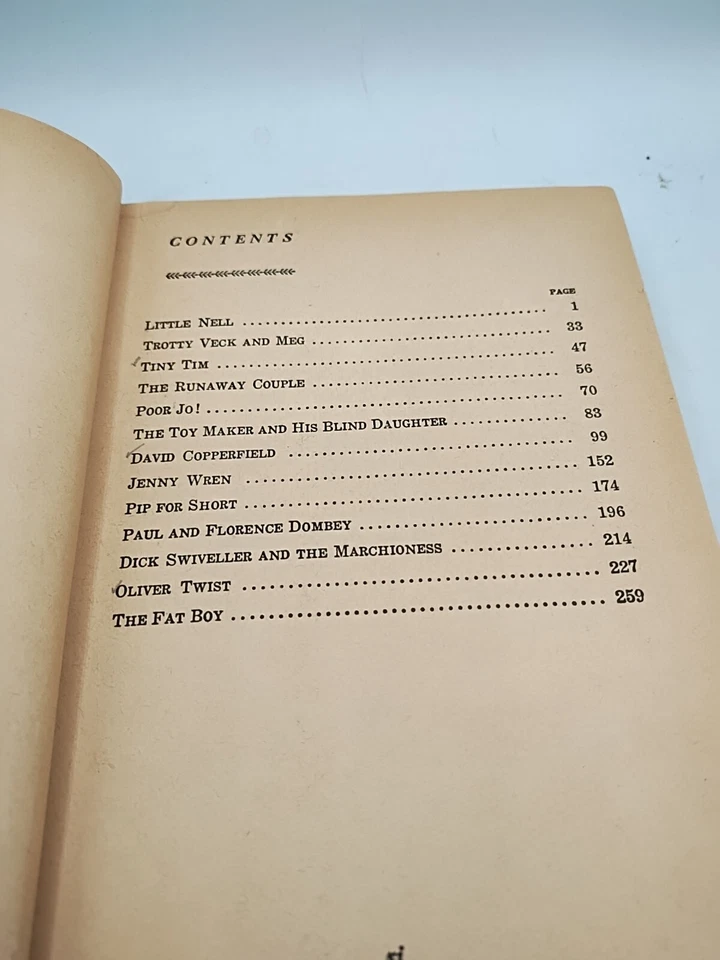 CONTENTS
PAGE
LITTLE NELL ........................................ 1
TROTTY VECK AND MEG ........................................ 33
TINY TIM ........................................ 47
THE RUNAWAY COUPLE ........................................ 56
POOR JO! ........................................ 70
THE TOY MAKER AND HIS BLIND DAUGHTER ............... 83
DAVID COPPERFIELD ........................................ 99
JENNY WREN ........................................ 152
PIP FOR SHORT ........................................ 174
PAUL AND FLORENCE DOMBEY ........................... 196
DICK SWIVELLER AND THE MARCHIONESS ................ 214
OLIVER TWIST ........................................ 227
THE FAT BOY ........................................ 259